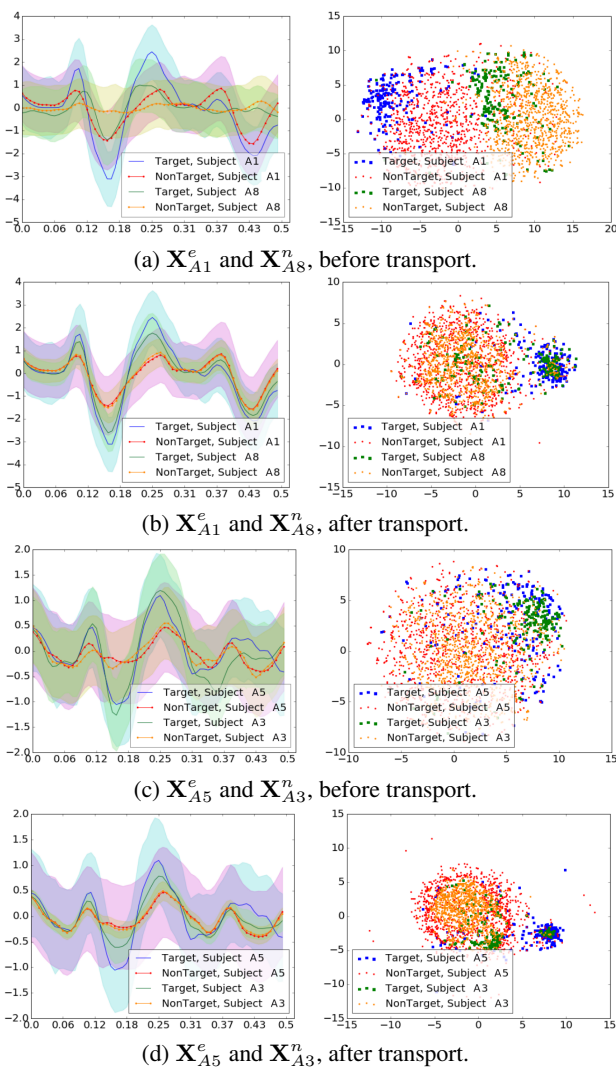 4
3
2
1
0
−1
−2
−3
−4
−5
0.0 0.06 0.12 0.18 0.25 0.31 0.37 0.43 0.5
Target, Subject A1
NonTarget, Subject A1
Target, Subject A8
NonTarget, Subject A8
15
10
5
0
−5
−10
−15
−15 −10 −5 0 5 10 15 20
Target, Subject A1
NonTarget, Subject A1
Target, Subject A8
NonTarget, Subject A8
(a) X^e_{A1} and X^n_{A8}, before transport.
4
3
2
1
0
−1
−2
−3
−4
−5
0.0 0.06 0.12 0.18 0.25 0.31 0.37 0.43 0.5
Target, Subject A1
NonTarget, Subject A1
Target, Subject A8
NonTarget, Subject A8
10
5
0
−5
−10
−15
−15 −10 −5 0 5 10 15
Target, Subject A1
NonTarget, Subject A1
Target, Subject A8
NonTarget, Subject A8
(b) X^e_{A1} and X^n_{A8}, after transport.
2.0
1.5
1.0
0.5
0.0
−0.5
−1.0
−1.5
−2.0
0.0 0.06 0.12 0.18 0.25 0.31 0.37 0.43 0.5
Target, Subject A5
NonTarget, Subject A5
Target, Subject A3
NonTarget, Subject A3
10
5
0
−5
−10
−10 −5 0 5 10 15
Target, Subject A5
NonTarget, Subject A5
Target, Subject A3
NonTarget, Subject A3
(c) X^e_{A5} and X^n_{A3}, before transport.
2.0
1.5
1.0
0.5
0.0
−0.5
−1.0
−1.5
−2.0
0.0 0.06 0.12 0.18 0.25 0.31 0.37 0.43 0.5
Target, Subject A5
NonTarget, Subject A5
Target, Subject A3
NonTarget, Subject A3
15
10
5
0
−5
−10
−15
−10 −5 0 5 10 15
Target, Subject A5
NonTarget, Subject A5
Target, Subject A3
NonTarget, Subject A3
(d) X^e_{A5} and X^n_{A3}, after transport.